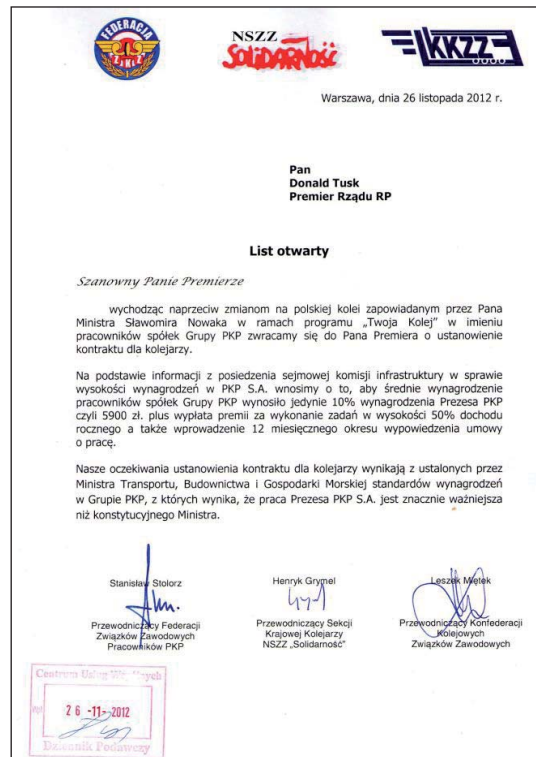 FEDERACJA
NSZZ
SOLIDARNOŚĆ
KKZZ
Warszawa, dnia 26 listopada 2012 r.
Pan
Donald Tusk
Premier Rządu RP
List otwarty
Szanowny Panie Premierze
wychodząc naprzeciw zmianom na polskiej kolei zapowiadanym przez Pana
Ministra Sławomira Nowaka w ramach programu „Twoja Kolej” w imieniu
pracowników spółek Grupy PKP zwracamy się do Pana Premiera o ustanowienie
kontraktu dla kolejarzy.
Na podstawie informacji z posiedzenia sejmowej komisji infrastruktury w sprawie
wysokości wynagrodzeń w PKP S.A. wnosimy o to, aby średnie wynagrodzenie
pracowników spółek Grupy PKP wynosiło jedynie 10% wynagrodzenia Prezesa PKP
czyli 5900 zł. plus wypłata premii za wykonanie zadań w wysokości 50% dochodu
rocznego a także wprowadzenie 12 miesięcznego okresu wypowiedzenia umowy
o pracę.
Nasze oczekiwania ustanowienia kontraktu dla kolejarzy wynikają z ustalonych przez
Ministra Transportu, Budownictwa i Gospodarki Morskiej standardów wynagrodzeń
w Grupie PKP, z których wynika, że praca Prezesa PKP S.A. jest znacznie ważniejsza
niż konstytucyjnego Ministra.
Stanisław Stolorz
Przewodniczący Federacji
Związków Zawodowych
Pracowników PKP
Henryk Grymel
Przewodniczący Sekcji
Krajowej Kolejarzy
NSZZ „Solidarność”
Leszek Miętek
Przewodniczący Konfederacji
Kolejowych
Związków Zawodowych
Centrum Usług
26 -11- 2012
Dziennik Podawczy